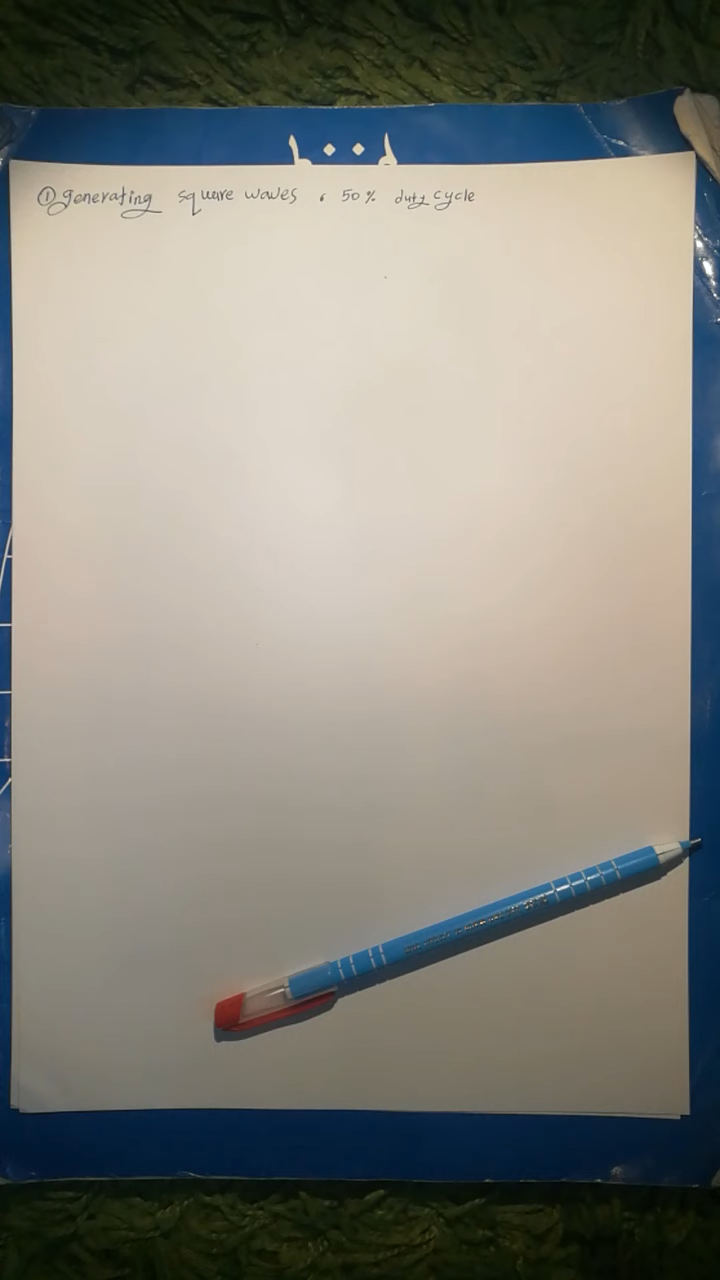 ① generating square waves , 50% duty cycle